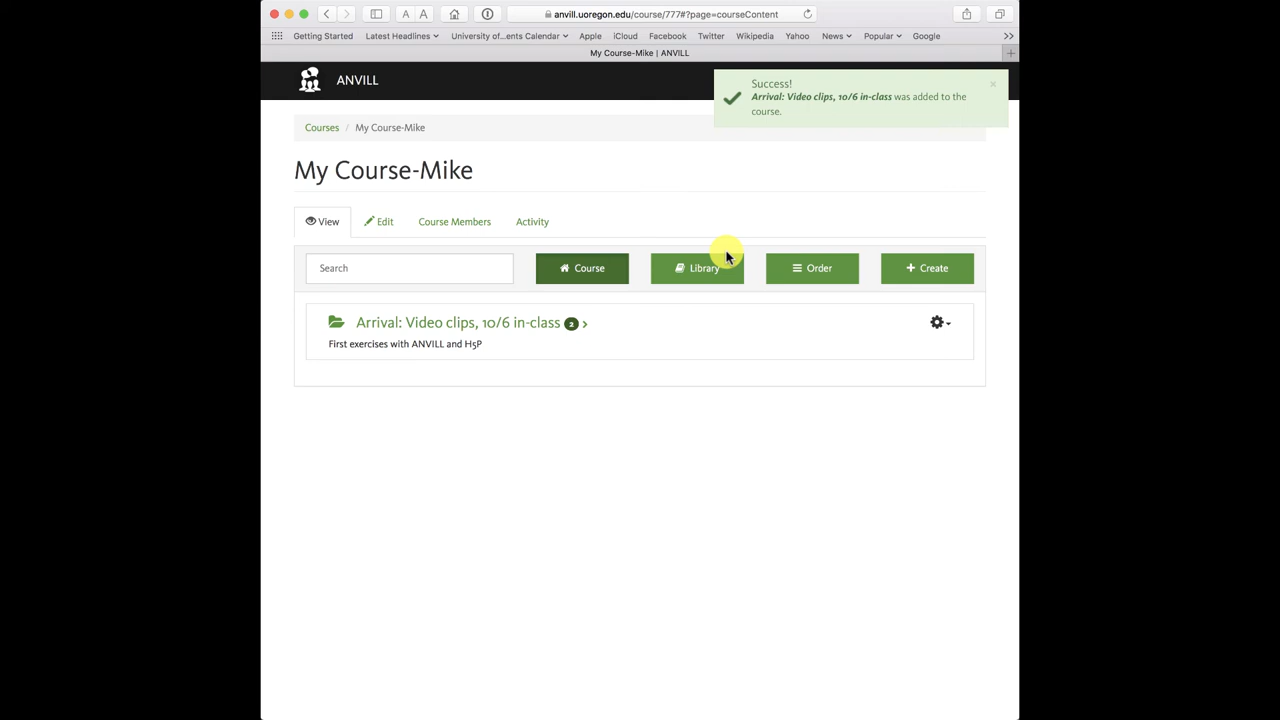 A A anvill.uoregon.edu/course/777#?page=courseContent
Getting Started Latest Headlines University of...ents Calendar Apple iCloud Facebook Twitter Wikipedia Yahoo News Popular Google
My Course-Mike | ANVILL
ANVILL
Success!
Arrival: Video clips, 10/6 in-class was added to the
course.
Courses / My Course-Mike
My Course-Mike
View Edit Course Members Activity
Search Course Library Order Create
Arrival: Video clips, 10/6 in-class 2
First exercises with ANVILL and H5P